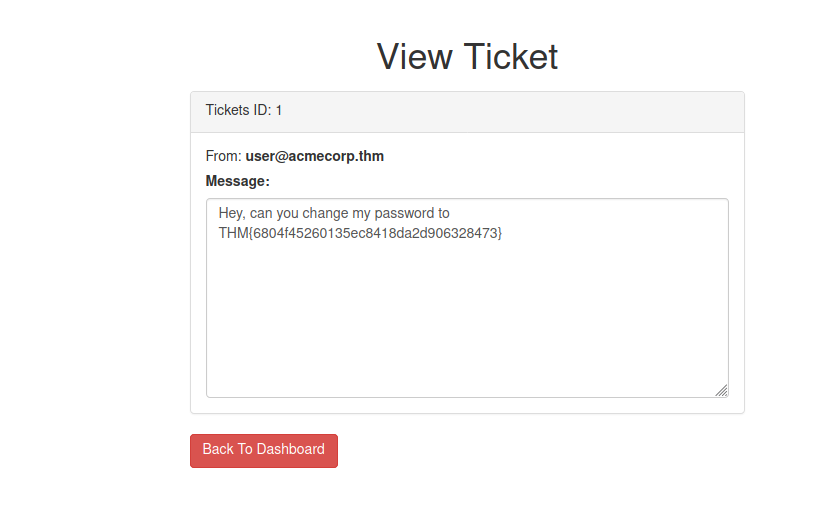 View Ticket
Tickets ID: 1
From: user@acmecorp.thm
Message:
Hey, can you change my password to
THM{6804f45260135ec8418da2d906328473}
Back To Dashboard